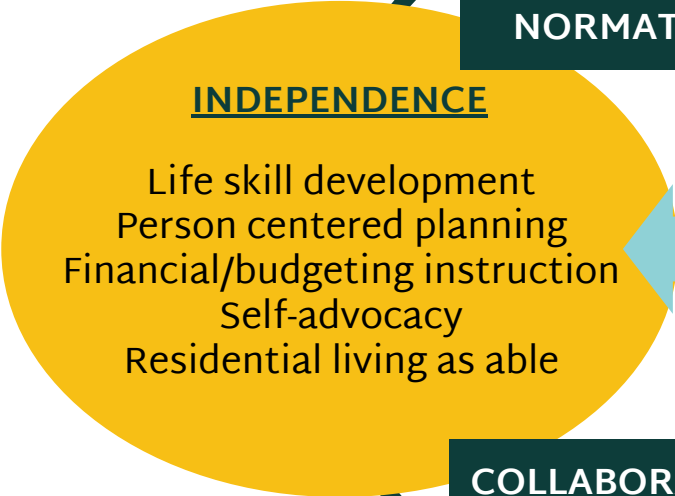 NORMAT
INDEPENDENCE
Life skill development
Person centered planning
Financial/budgeting instruction
Self-advocacy
Residential living as able
COLLABOR